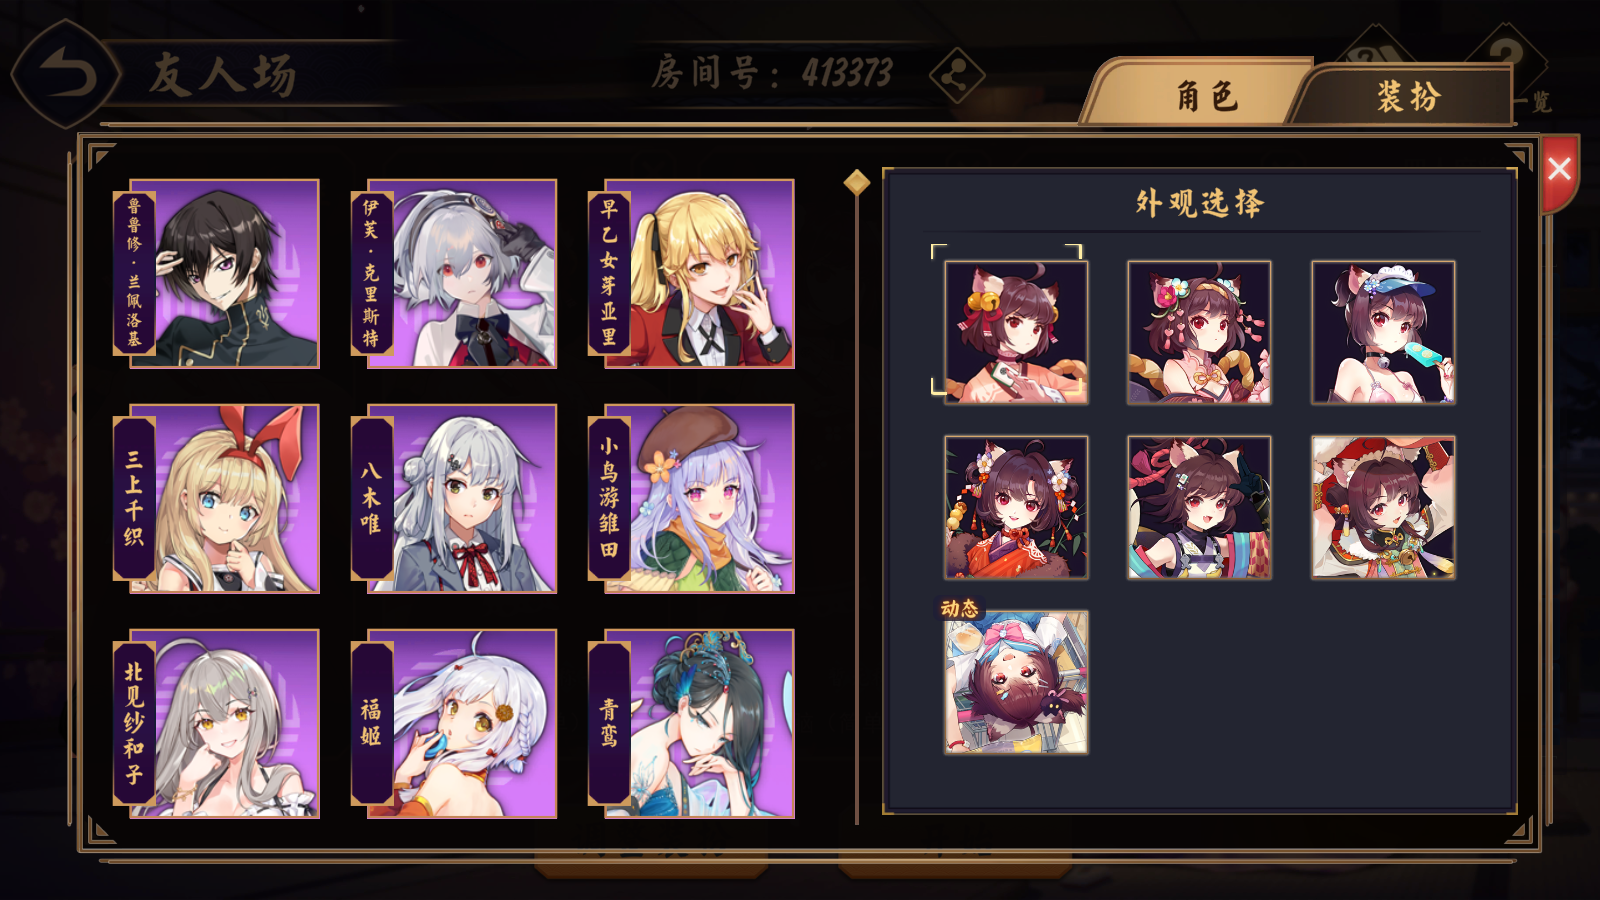 友人场
房间号：413373
角色
装扮
一览
外观选择
鲁鲁修·兰佩洛基
伊芙·克里斯特
早乙女芽亚里
三上千织
八木唯
小鸟游雏田
北见纱和子
福姬
青鸾
动态